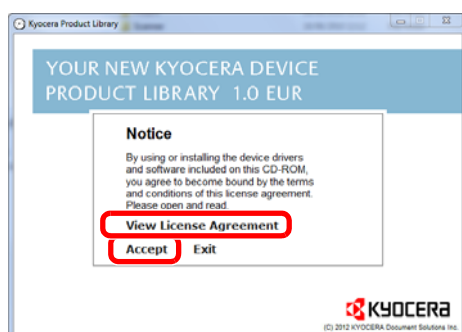 Kyocera Product Library
YOUR NEW KYOCERA DEVICE
PRODUCT LIBRARY 1.0 EUR
Notice
By using or installing the device drivers
and software included on this CD-ROM,
you agree to become bound by the terms
and conditions of this license agreement.
Please open and read.
View License Agreement
Accept Exit
KYOCERA
(C) 2012 KYOCERA Document Solutions Inc.